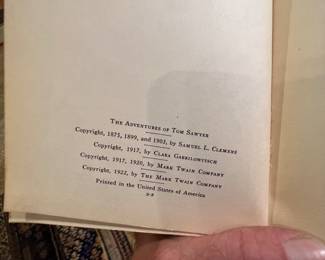 THE ADVENTURES OF TOM SAWYER
Copyright, 1875, 1899, and 1903, by SAMUEL L. CLEMENS
Copyright, 1917, by CLARA GABRILOWITSCH
Copyright, 1917, 1920, by MARK TWAIN COMPANY
Copyright, 1922, by THE MARK TWAIN COMPANY
Printed in the United States of America